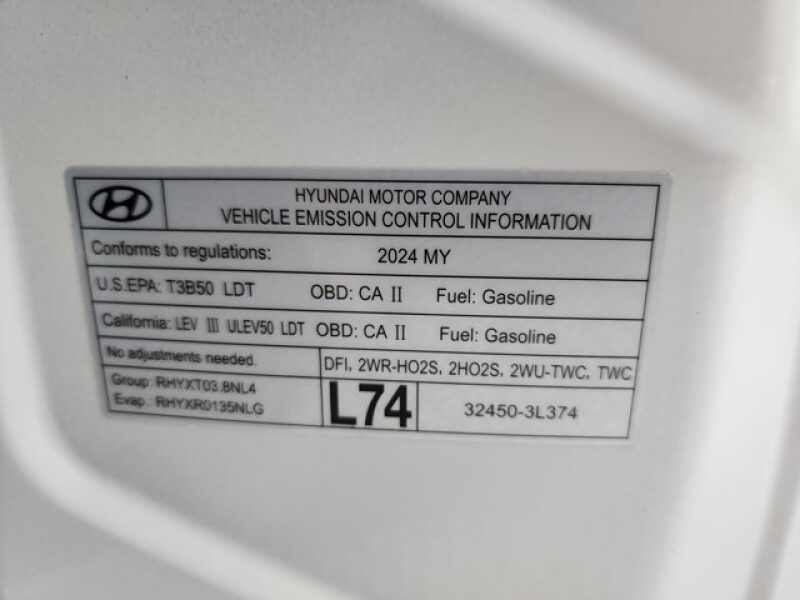 HYUNDAI MOTOR COMPANY
VEHICLE EMISSION CONTROL INFORMATION
Conforms to regulations: 2024 MY
U.S.EPA: T3B50 LDT OBD: CA II Fuel: Gasoline
California: LEV III ULEV50 LDT OBD: CA II Fuel: Gasoline
No adjustments needed. DFI, 2WR-HO2S, 2HO2S, 2WU-TWC, TWC
Group: RHYXT03.8NL4
Evap.: RHYXR0135NLG
L74 32450-3L374